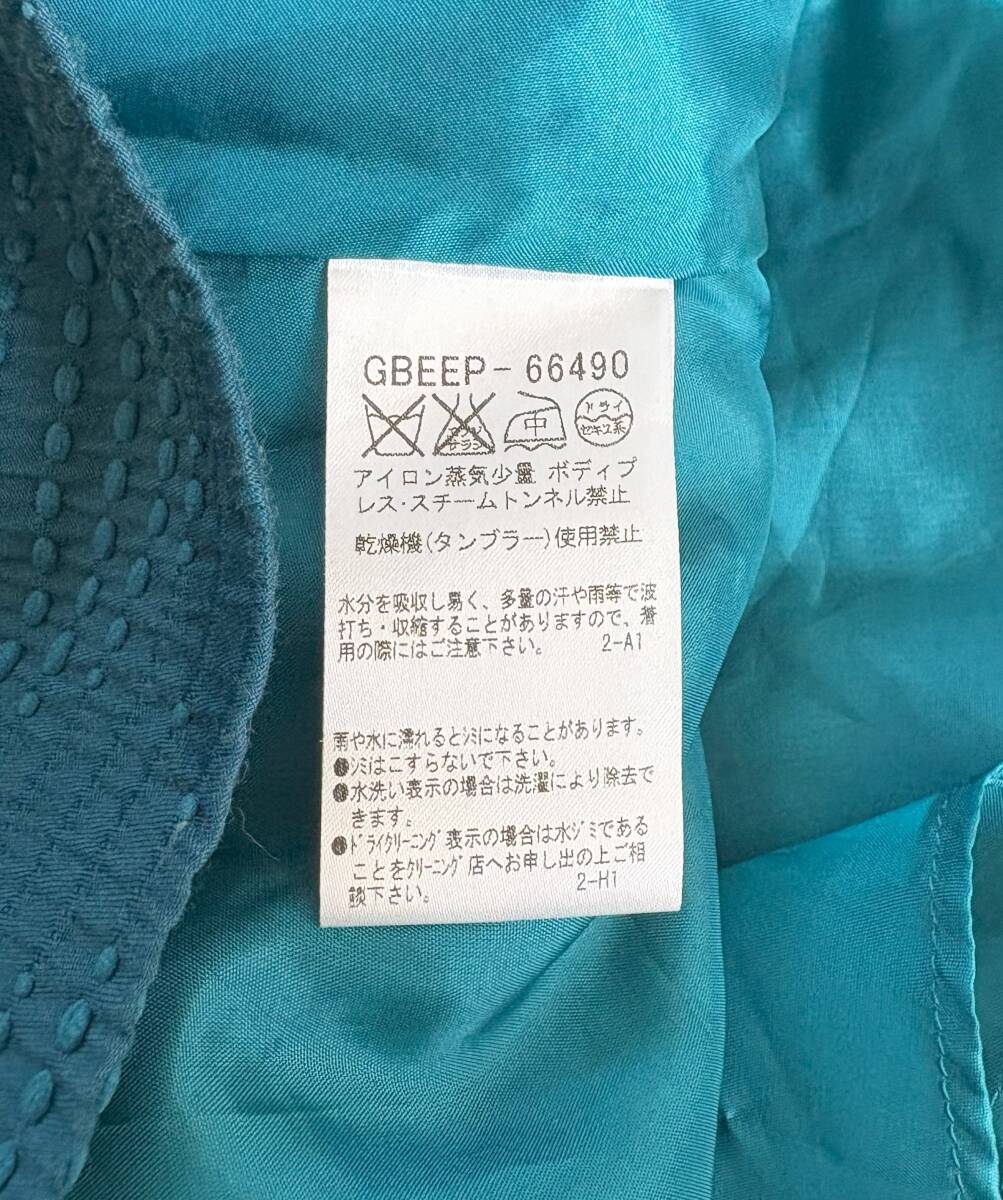 GBEEP-66490
エンソ サラシ 中 ドライ セキユ系
アイロン蒸気少量 ボディプ
レス・スチームトンネル禁止
乾燥機(タンブラー)使用禁止
水分を吸収し易く、多量の汗や雨等で波
打ち・収縮することがありますので、着
用の際にはご注意下さい。 2-A1
雨や水に濡れるとシミになることがあります。
●シミはこすらないで下さい。
●水洗い表示の場合は洗濯により除去で
きます。
●ドライクリーニング表示の場合は水ジミである
ことをクリーニング店へお申し出の上ご相
談下さい。 2-H1